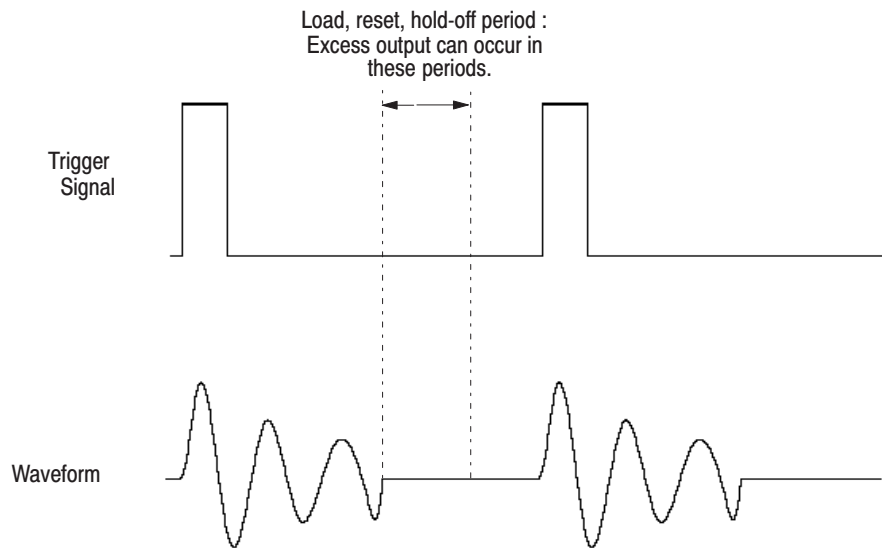 Load, reset, hold-off period :
Excess output can occur in
these periods.
Trigger
Signal
Waveform